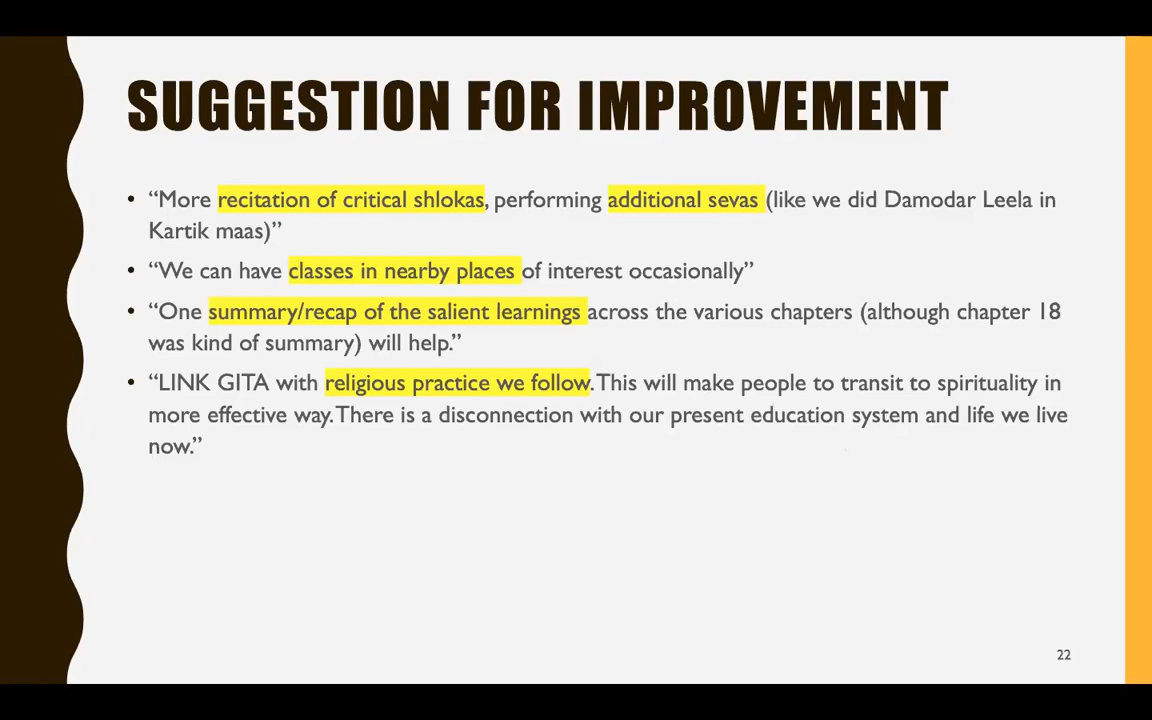 SUGGESTION FOR IMPROVEMENT
• “More recitation of critical shlokas, performing additional sevas (like we did Damodar Leela in
Kartik maas)”
• “We can have classes in nearby places of interest occasionally”
• “One summary/recap of the salient learnings across the various chapters (although chapter 18
was kind of summary) will help.”
• “LINK GITA with religious practice we follow. This will make people to transit to spirituality in
more effective way. There is a disconnection with our present education system and life we live
now.”
22